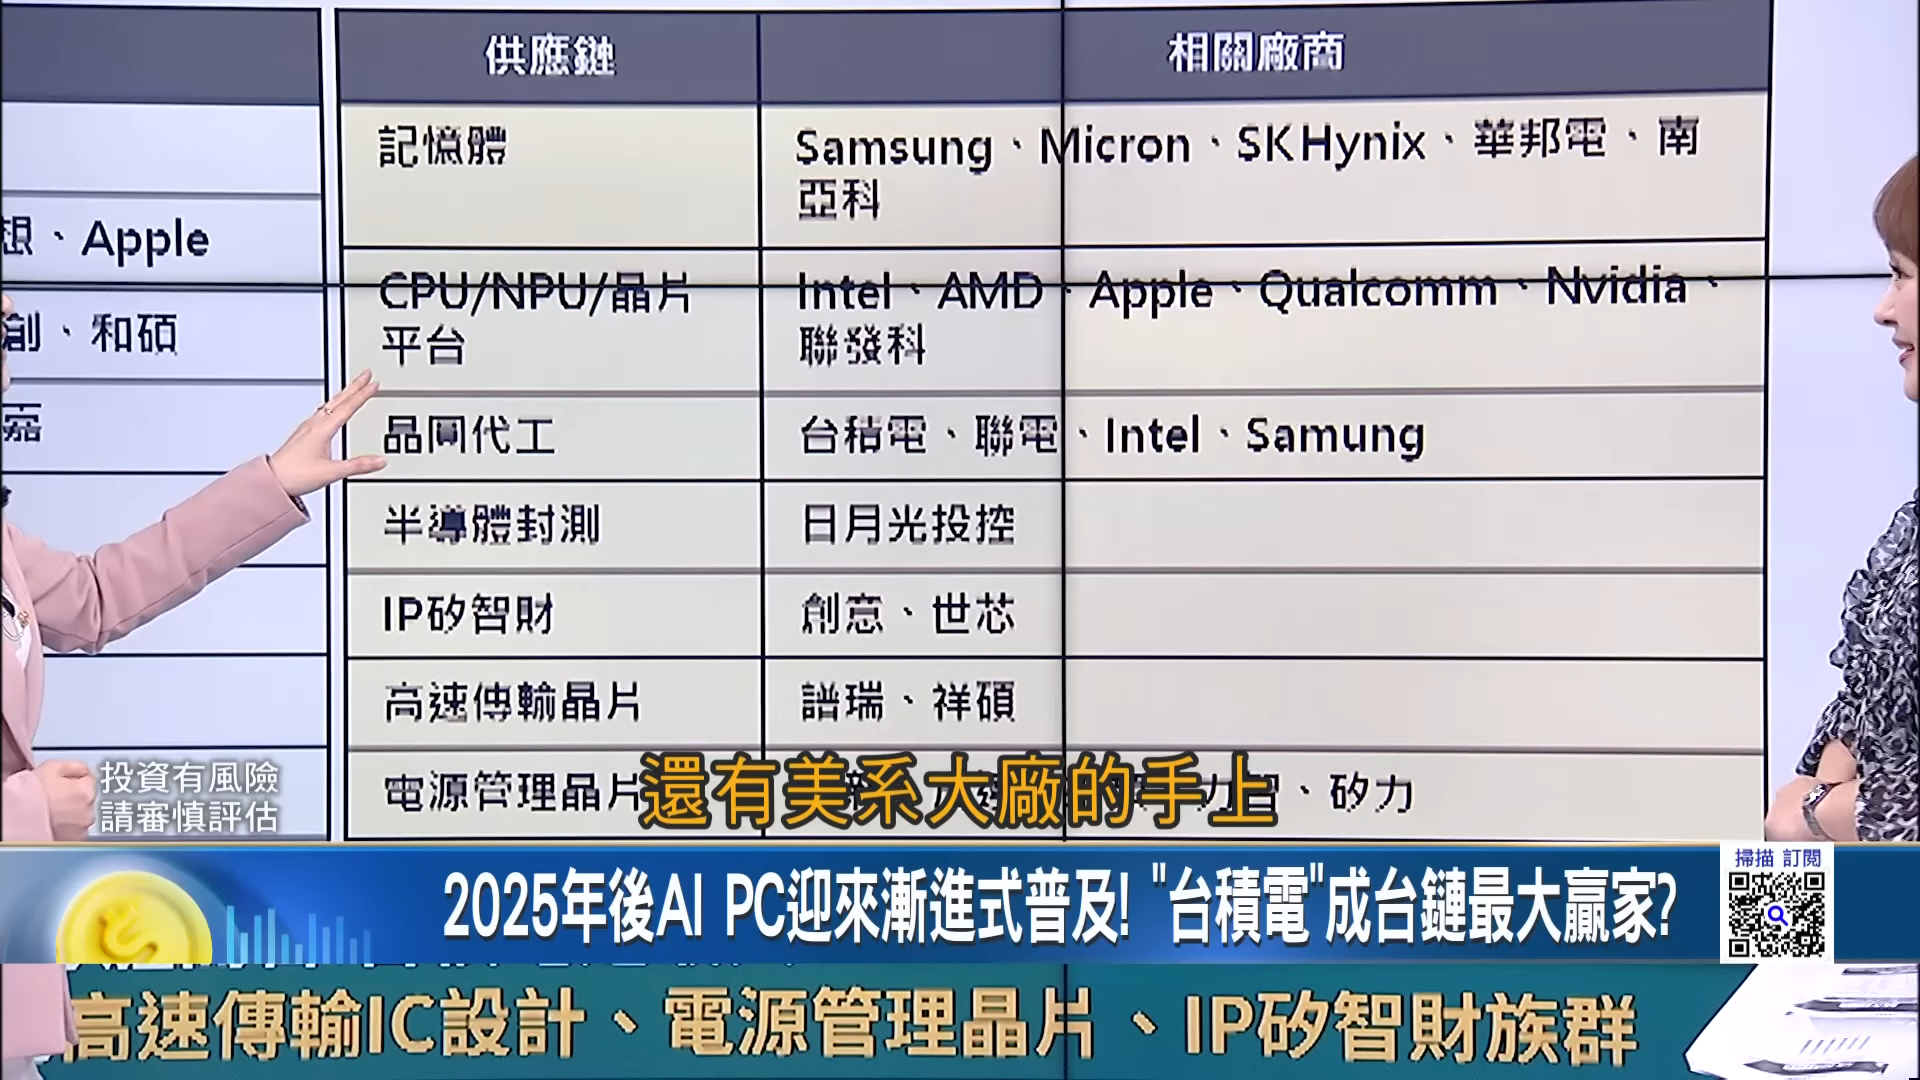 供應鏈 相關廠商
記憶體 Samsung、Micron、SK Hynix、華邦電、南
亞科
想、Apple
CPU/NPU/晶片 Intel、AMD、Apple、Qualcomm、Nvidia、
平台 聯發科
創、和碩
晶圓代工 台積電、聯電、Intel、Samung
半導體封測 日月光投控
IP矽智財 創意、世芯
高速傳輸晶片 譜瑞、祥碩
電源管理晶片 力智、矽力
還有美系大廠的手上
投資有風險
請審慎評估
2025年後AI PC迎來漸進式普及! "台積電"成台鏈最大贏家?
掃描 訂閱
高速傳輸IC設計、電源管理晶片、IP矽智財族群